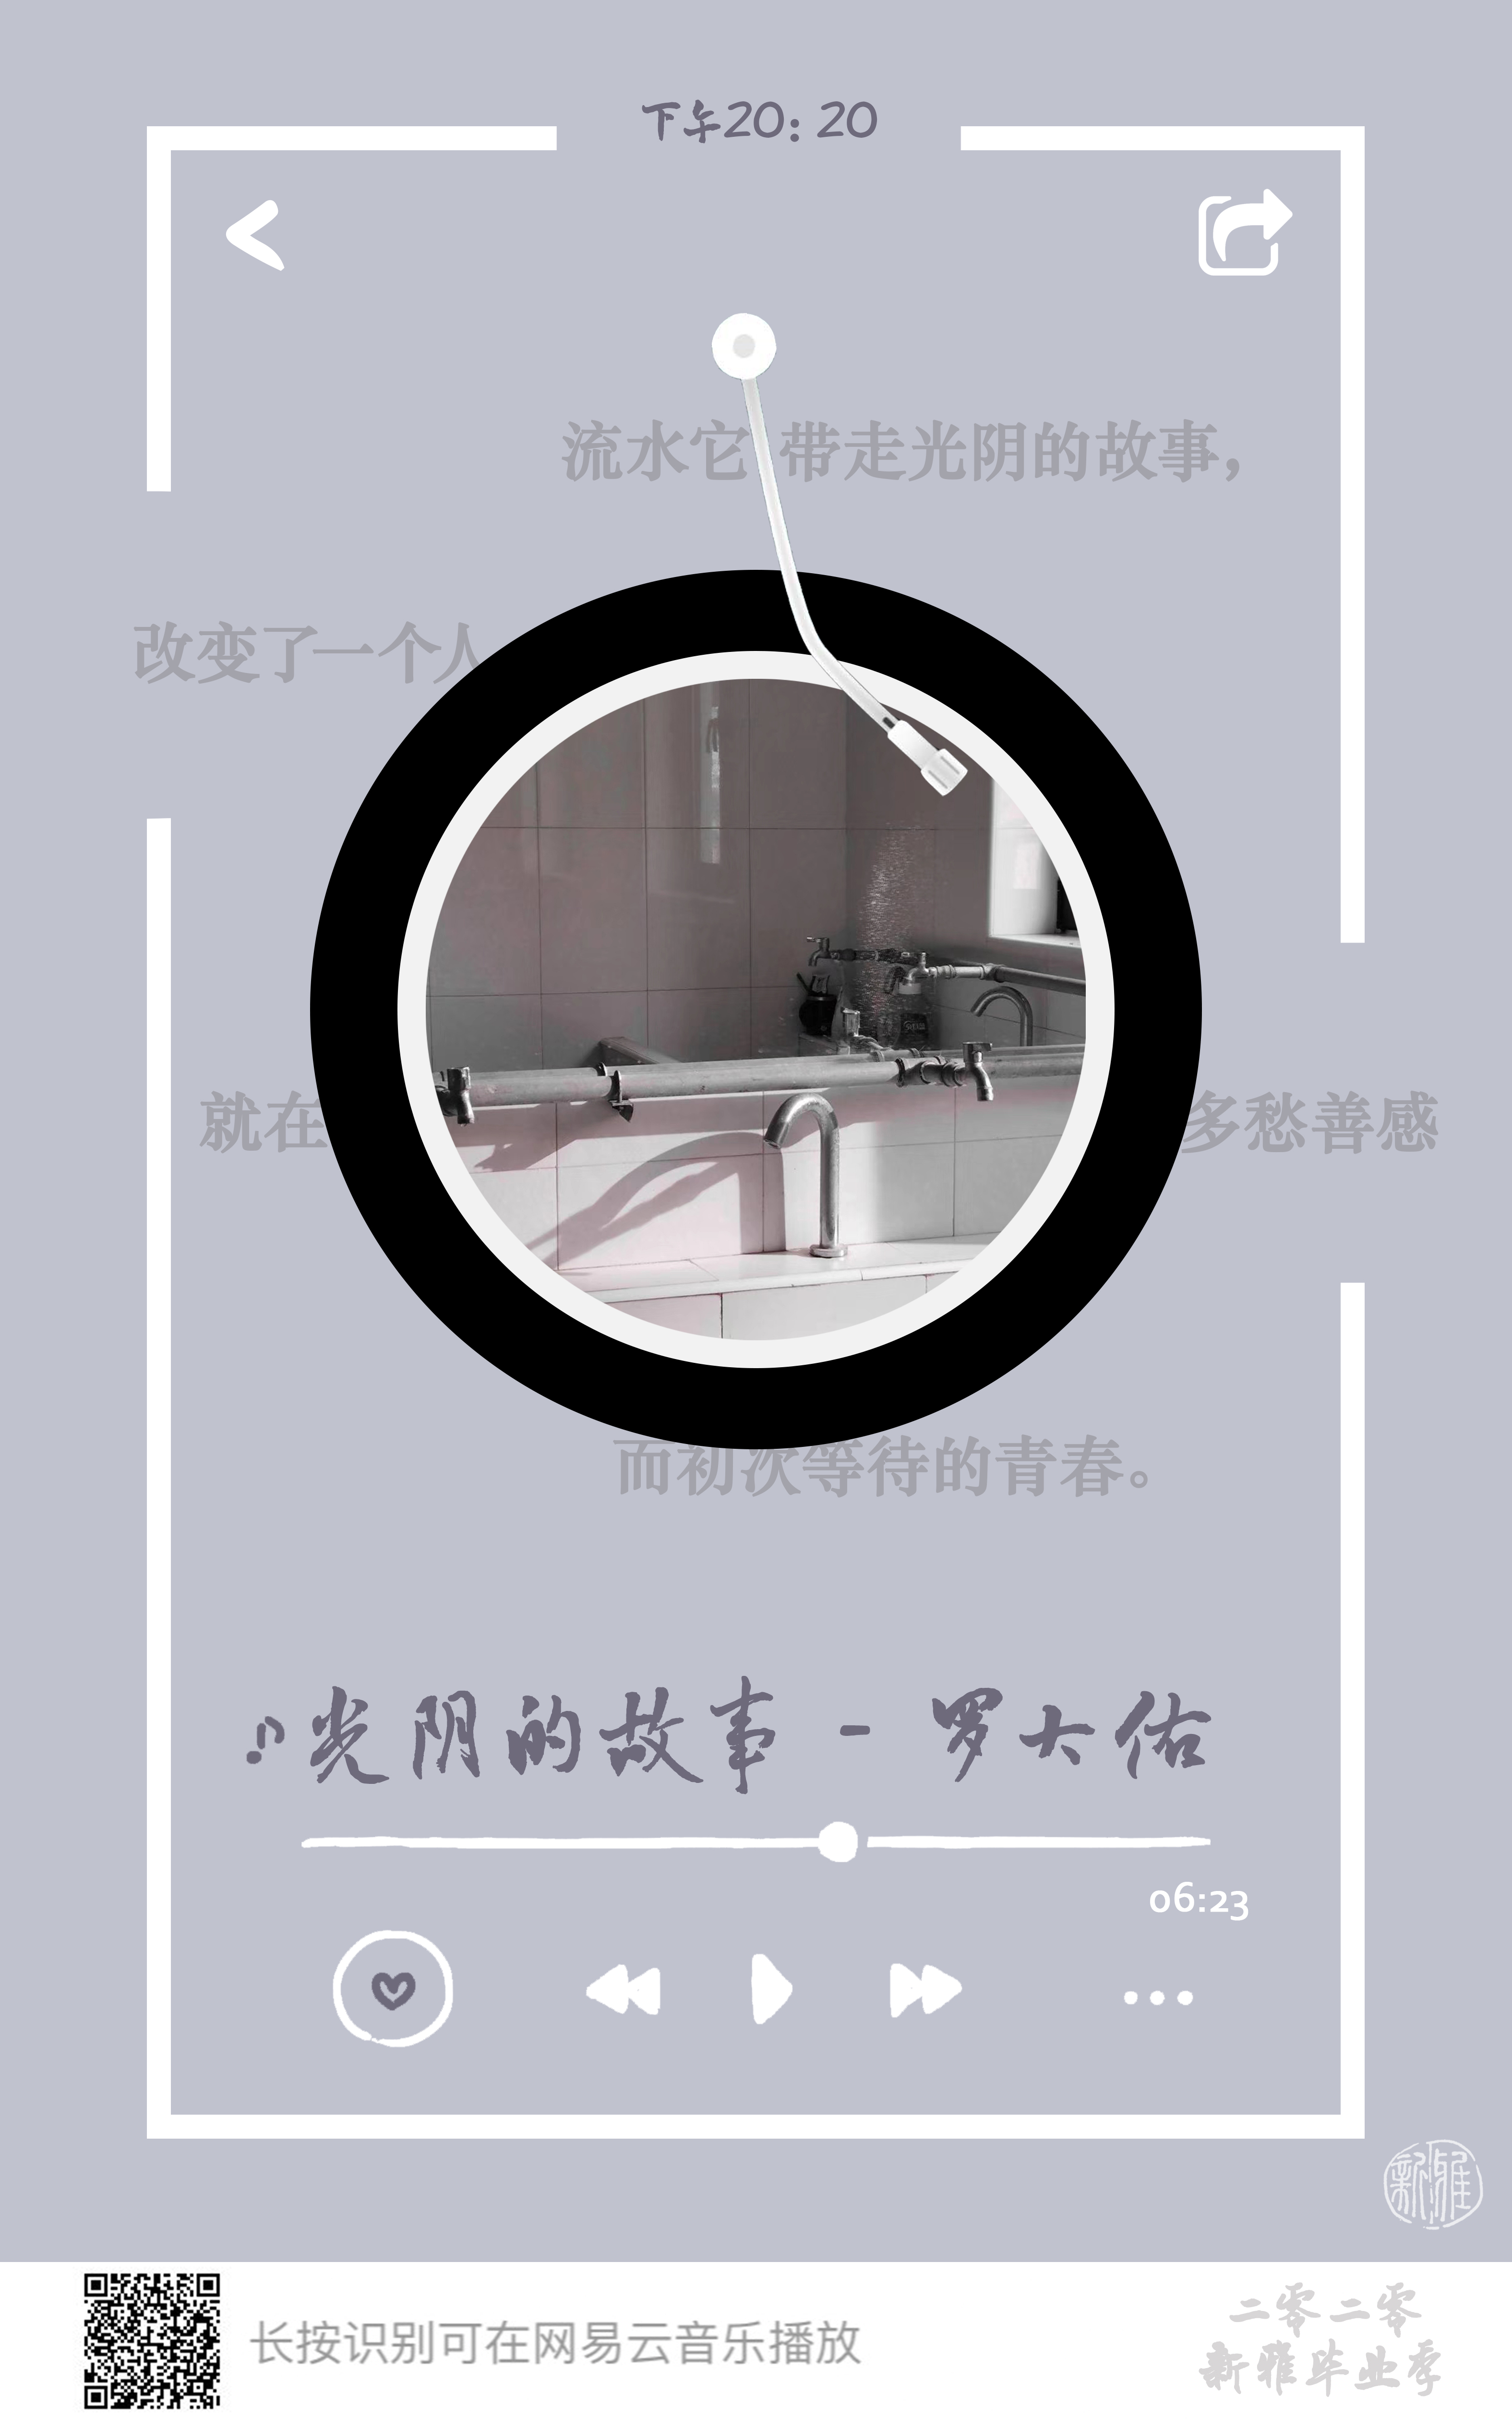 下午20：20
流水它 带走光阴的故事，
改变了一个人
就在 多愁善感
而初次等待的青春。
光阴的故事 - 罗大佑
06:23
新雅
长按识别可在网易云音乐播放
二零二零
新雅毕业季